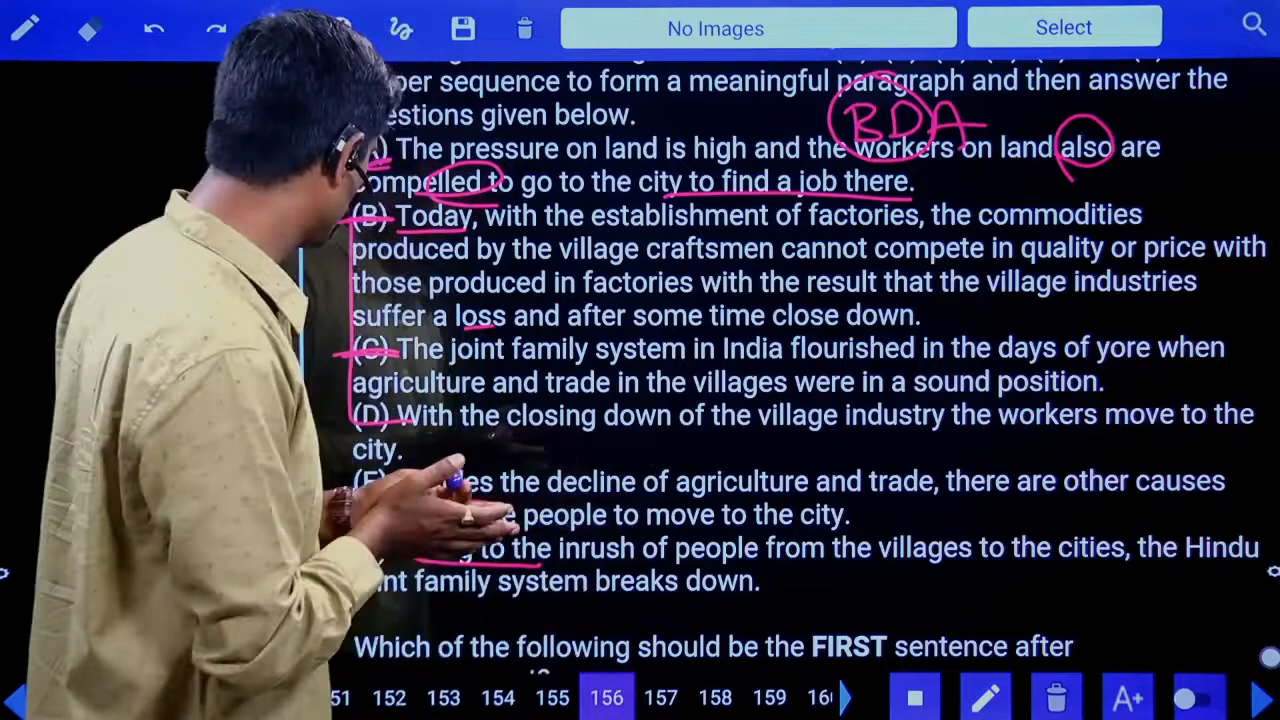 No Images
Select
per sequence to form a meaningful paragraph and then answer the
estions given below.
BDA
A) The pressure on land is high and the workers on land also are
compelled to go to the city to find a job there.
(B) Today, with the establishment of factories, the commodities
produced by the village craftsmen cannot compete in quality or price with
those produced in factories with the result that the village industries
suffer a loss and after some time close down.
(C) The joint family system in India flourished in the days of yore when
agriculture and trade in the villages were in a sound position.
(D) With the closing down of the village industry the workers move to the
city.
(E) es the decline of agriculture and trade, there are other causes
people to move to the city.
to the inrush of people from the villages to the cities, the Hindu
int family system breaks down.
Which of the following should be the FIRST sentence after
51 152 153 154 155 156 157 158 159 16
A+